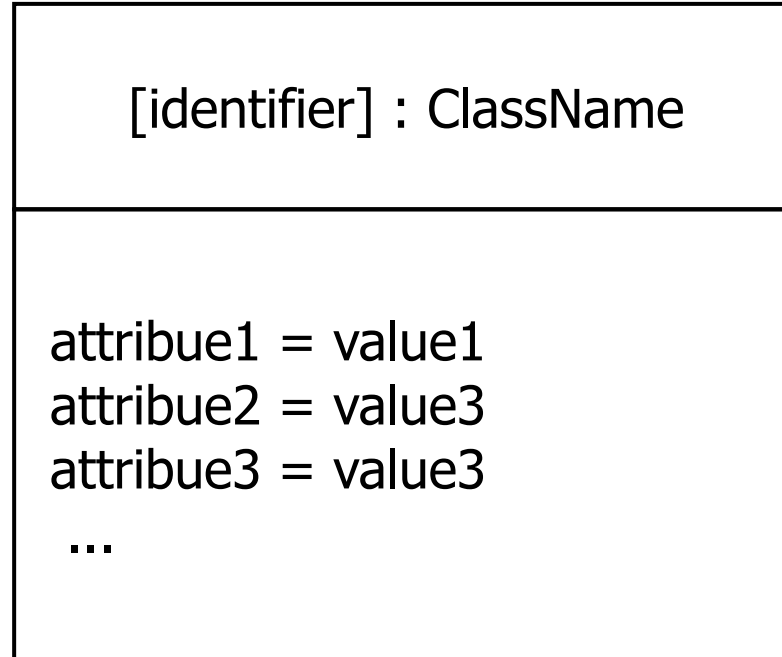 [identifier] : ClassName
attribue1 = value1
attribue2 = value3
attribue3 = value3
...